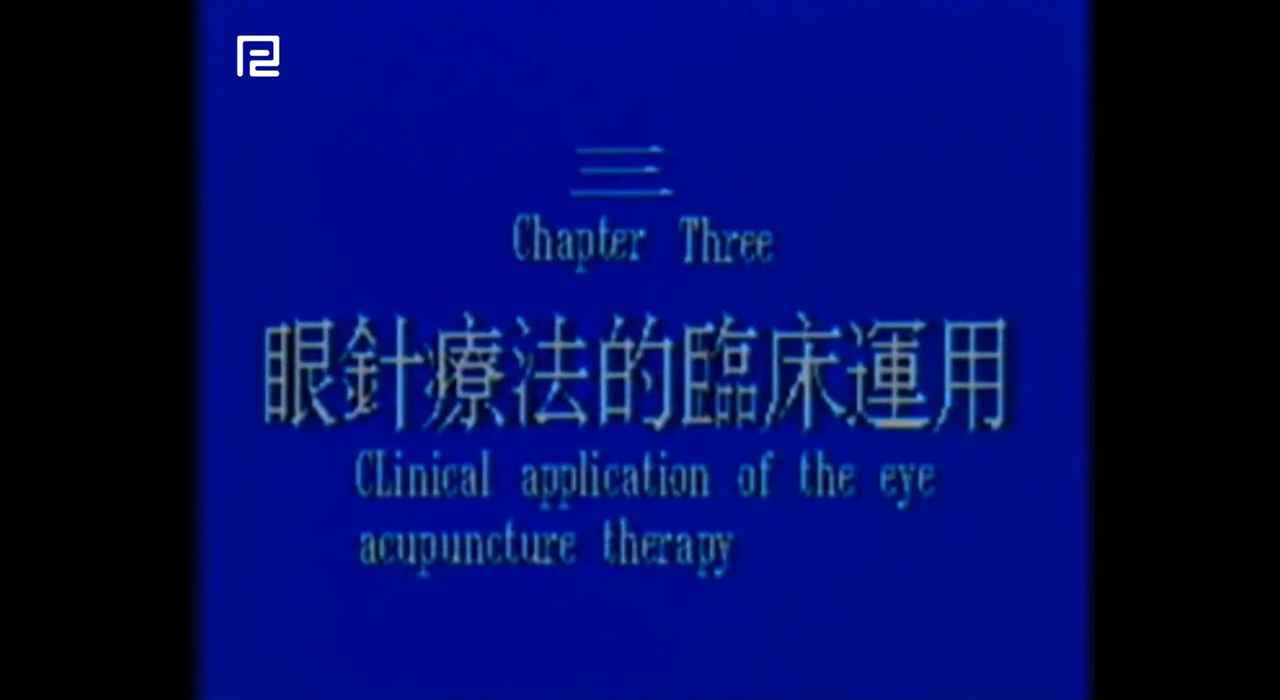 三
Chapter Three
眼針療法的臨床運用
CLinical application of the eye
acupuncture therapy